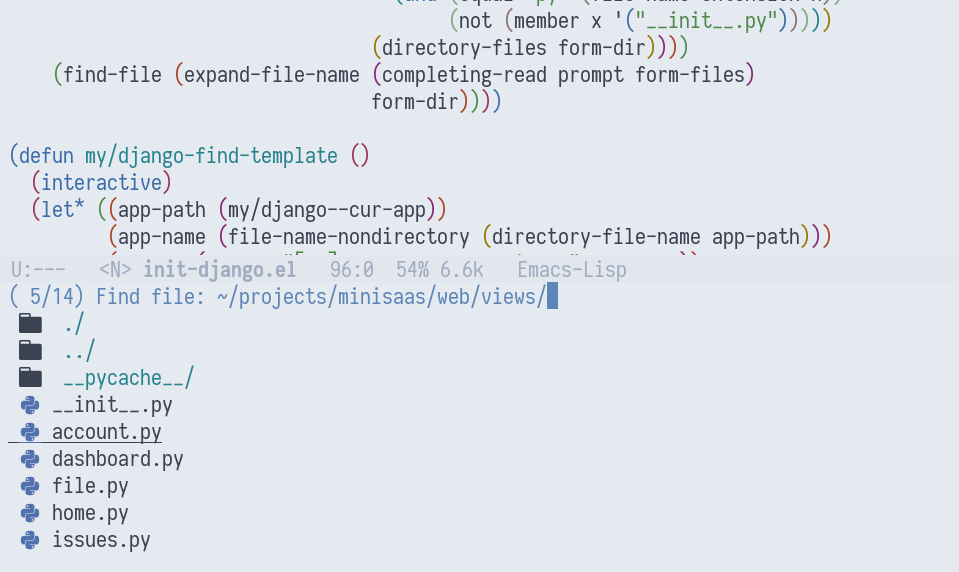 (not (member x '("__init__.py")))))
(directory-files form-dir))))
(find-file (expand-file-name (completing-read prompt form-files)
form-dir))))
(defun my/django-find-template ()
(interactive)
(let* ((app-path (my/django--cur-app))
(app-name (file-name-nondirectory (directory-file-name app-path)))
U:--- <N> init-django.el 96:0 54% 6.6k Emacs-Lisp
( 5/14) Find file: ~/projects/minisaas/web/views/
./
../
__pycache__/
__init__.py
account.py
dashboard.py
file.py
home.py
issues.py